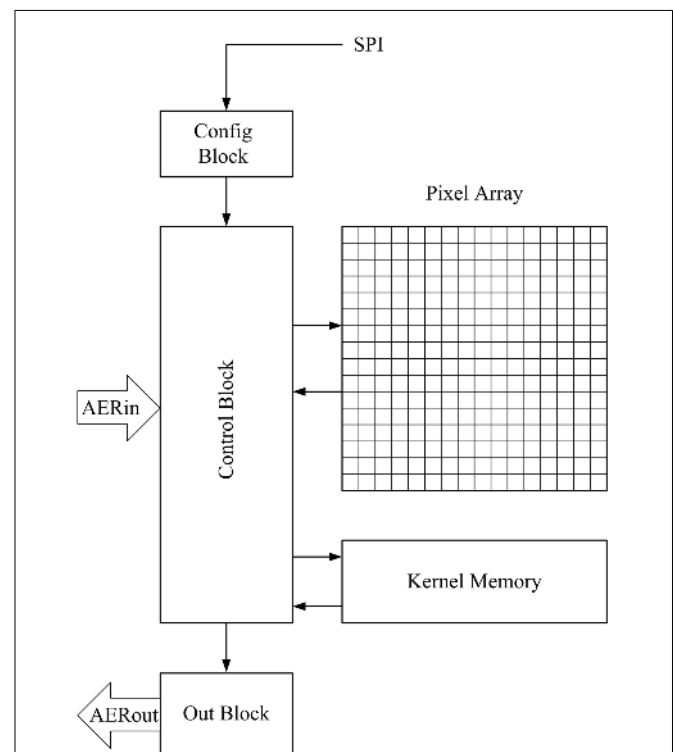 SPI
Config
Block
Pixel Array
AERin
Control Block
Kernel Memory
AERout
Out Block